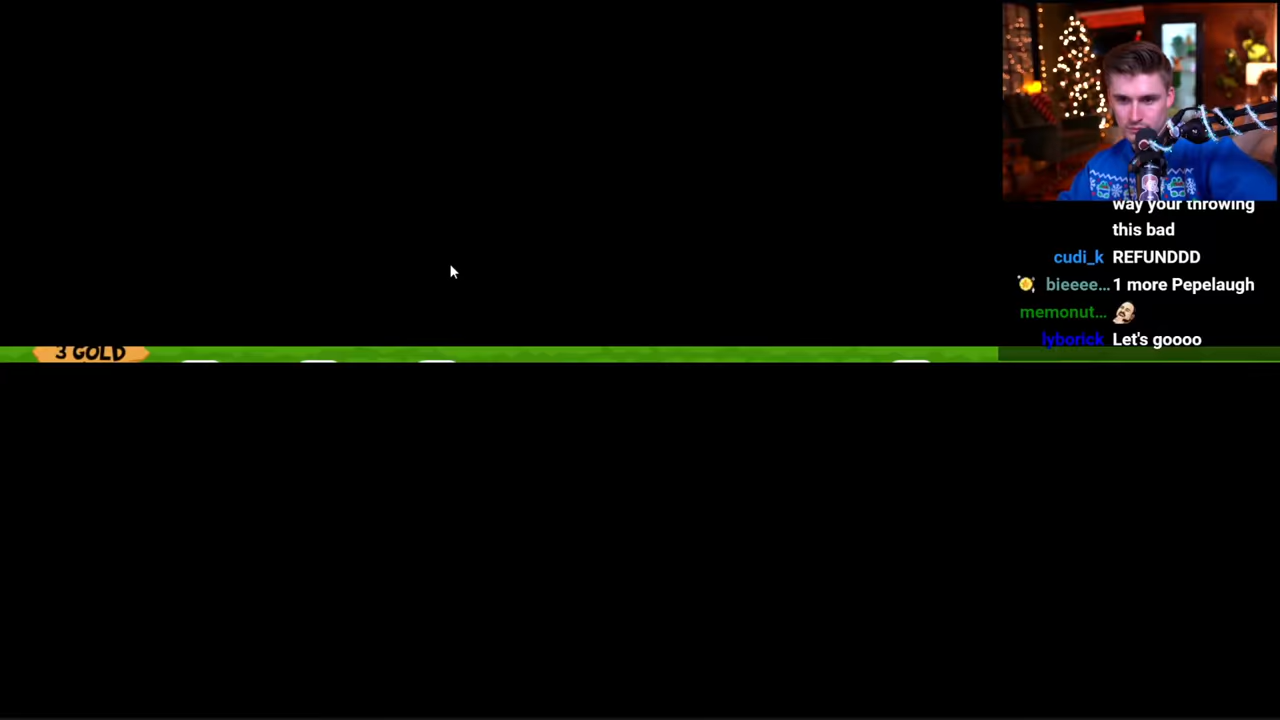 way your throwing
this bad
cudi_k REFUNDDD
bieeee... 1 more Pepelaugh
memonut...
lyborick Let's goooo
3 GOLD